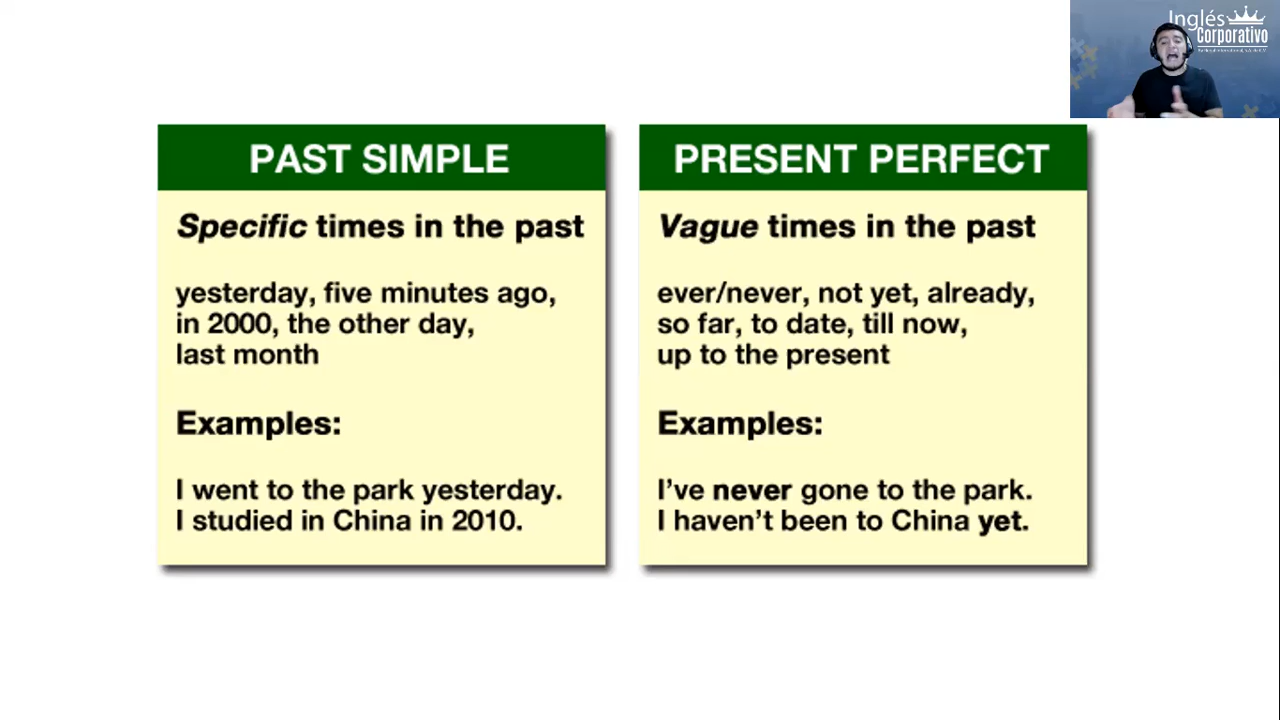 Inglés
Corporativo
PAST SIMPLE
Specific times in the past
yesterday, five minutes ago,
in 2000, the other day,
last month
Examples:
I went to the park yesterday.
I studied in China in 2010.
PRESENT PERFECT
Vague times in the past
ever/never, not yet, already,
so far, to date, till now,
up to the present
Examples:
I've never gone to the park.
I haven't been to China yet.